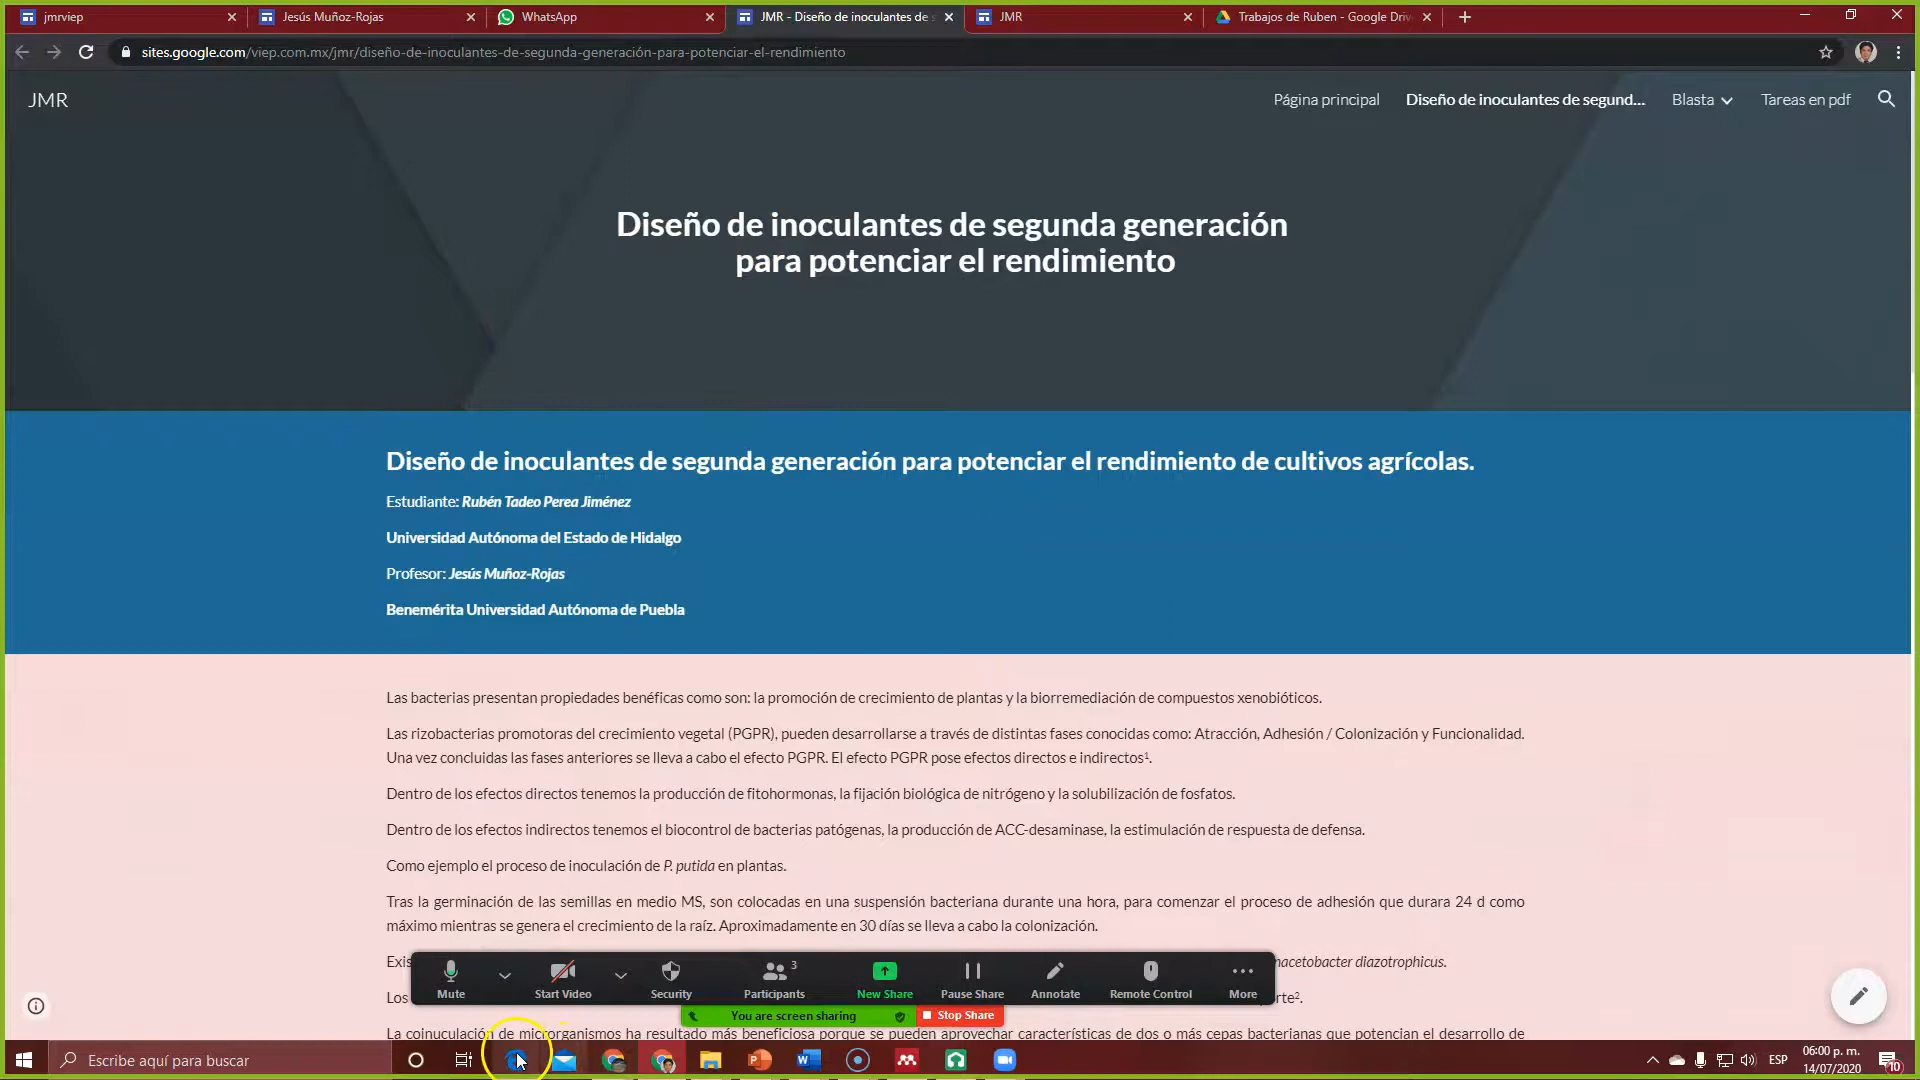 jmrviep
Jesús Muñoz-Rojas
WhatsApp
JMR - Diseño de inoculantes de s
JMR
Trabajos de Ruben - Google Driv
sites.google.com/viep.com.mx/jmr/diseño-de-inoculantes-de-segunda-generación-para-potenciar-el-rendimiento
JMR
Página principal
Diseño de inoculantes de segund...
Blasta
Tareas en pdf
Diseño de inoculantes de segunda generación
para potenciar el rendimiento
Diseño de inoculantes de segunda generación para potenciar el rendimiento de cultivos agrícolas.
Estudiante: Rubén Tadeo Perea Jiménez
Universidad Autónoma del Estado de Hidalgo
Profesor: Jesús Muñoz-Rojas
Benemérita Universidad Autónoma de Puebla
Las bacterias presentan propiedades benéficas como son: la promoción de crecimiento de plantas y la biorremediación de compuestos xenobióticos.
Las rizobacterias promotoras del crecimiento vegetal (PGPR), pueden desarrollarse a través de distintas fases conocidas como: Atracción, Adhesión / Colonización y Funcionalidad.
Una vez concluidas las fases anteriores se lleva a cabo el efecto PGPR. El efecto PGPR pose efectos directos e indirectos¹.
Dentro de los efectos directos tenemos la producción de fitohormonas, la fijación biológica de nitrógeno y la solubilización de fosfatos.
Dentro de los efectos indirectos tenemos el biocontrol de bacterias patógenas, la producción de ACC-desaminase, la estimulación de respuesta de defensa.
Como ejemplo el proceso de inoculación de P. putida en plantas.
Tras la germinación de las semillas en medio MS, son colocadas en una suspensión bacteriana durante una hora, para comenzar el proceso de adhesión que durara 24 d como
máximo mientras se genera el crecimiento de la raíz. Aproximadamente en 30 días se lleva a cabo la colonización.
Exis nacetobacter diazotrophicus.
Mute
Start Video
Security
Participants 3
New Share
Pause Share
Annotate
Remote Control
More
Los rte².
You are screen sharing
Stop Share
La coinuculación de microrganismos ha resultado más beneficiosa porque se pueden aprovechar características de dos o más cepas bacterianas que potencian el desarrollo de
Escribe aquí para buscar
ESP
06:00 p. m.
14/07/2020
10